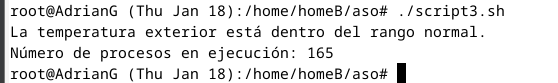 root@AdrianG (Thu Jan 18):/home/homeB/aso# ./script3.sh
La temperatura exterior está dentro del rango normal.
Número de procesos en ejecución: 165
root@AdrianG (Thu Jan 18):/home/homeB/aso#